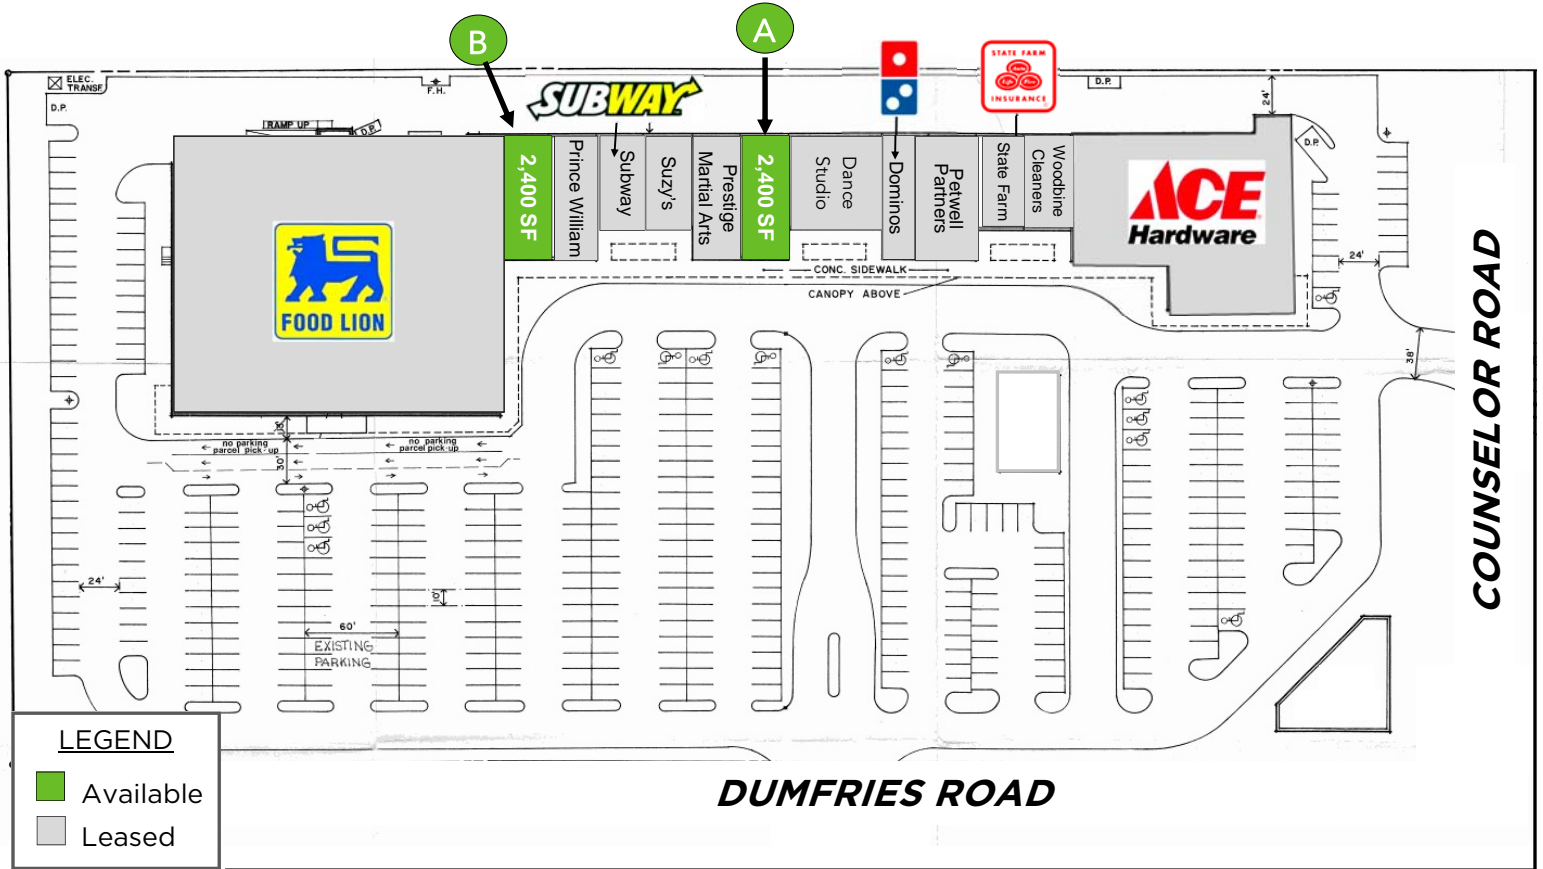 B
A
ELEC.
TRANSF.
D.P.
F.H.
SUBWAY
STATE FARM
INSURANCE
D.P.
24'
RAMP UP
D.P.
D.P.
2,400 SF
Prince William
Subway
Suzy's
Prestige
Martial Arts
2,400 SF
Dance
Studio
Dominos
Petwell
Partners
State Farm
Woodbine
Cleaners
ACE
Hardware
FOOD LION
CONC. SIDEWALK
CANOPY ABOVE
24'
38'
COUNSELOR ROAD
no parking
parcel pick-up
no parking
parcel pick-up
30'
24'
10'
60'
EXISTING
PARKING
LEGEND
Available
Leased
DUMFRIES ROAD